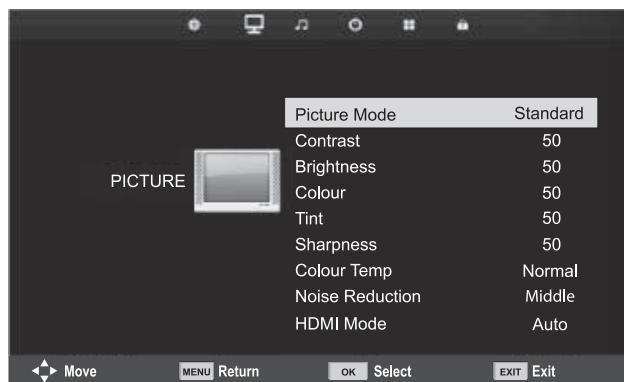 Picture Mode Standard
Contrast 50
Brightness 50
PICTURE
Colour 50
Tint 50
Sharpness 50
Colour Temp Normal
Noise Reduction Middle
HDMI Mode Auto
Move MENU Return OK Select EXIT Exit